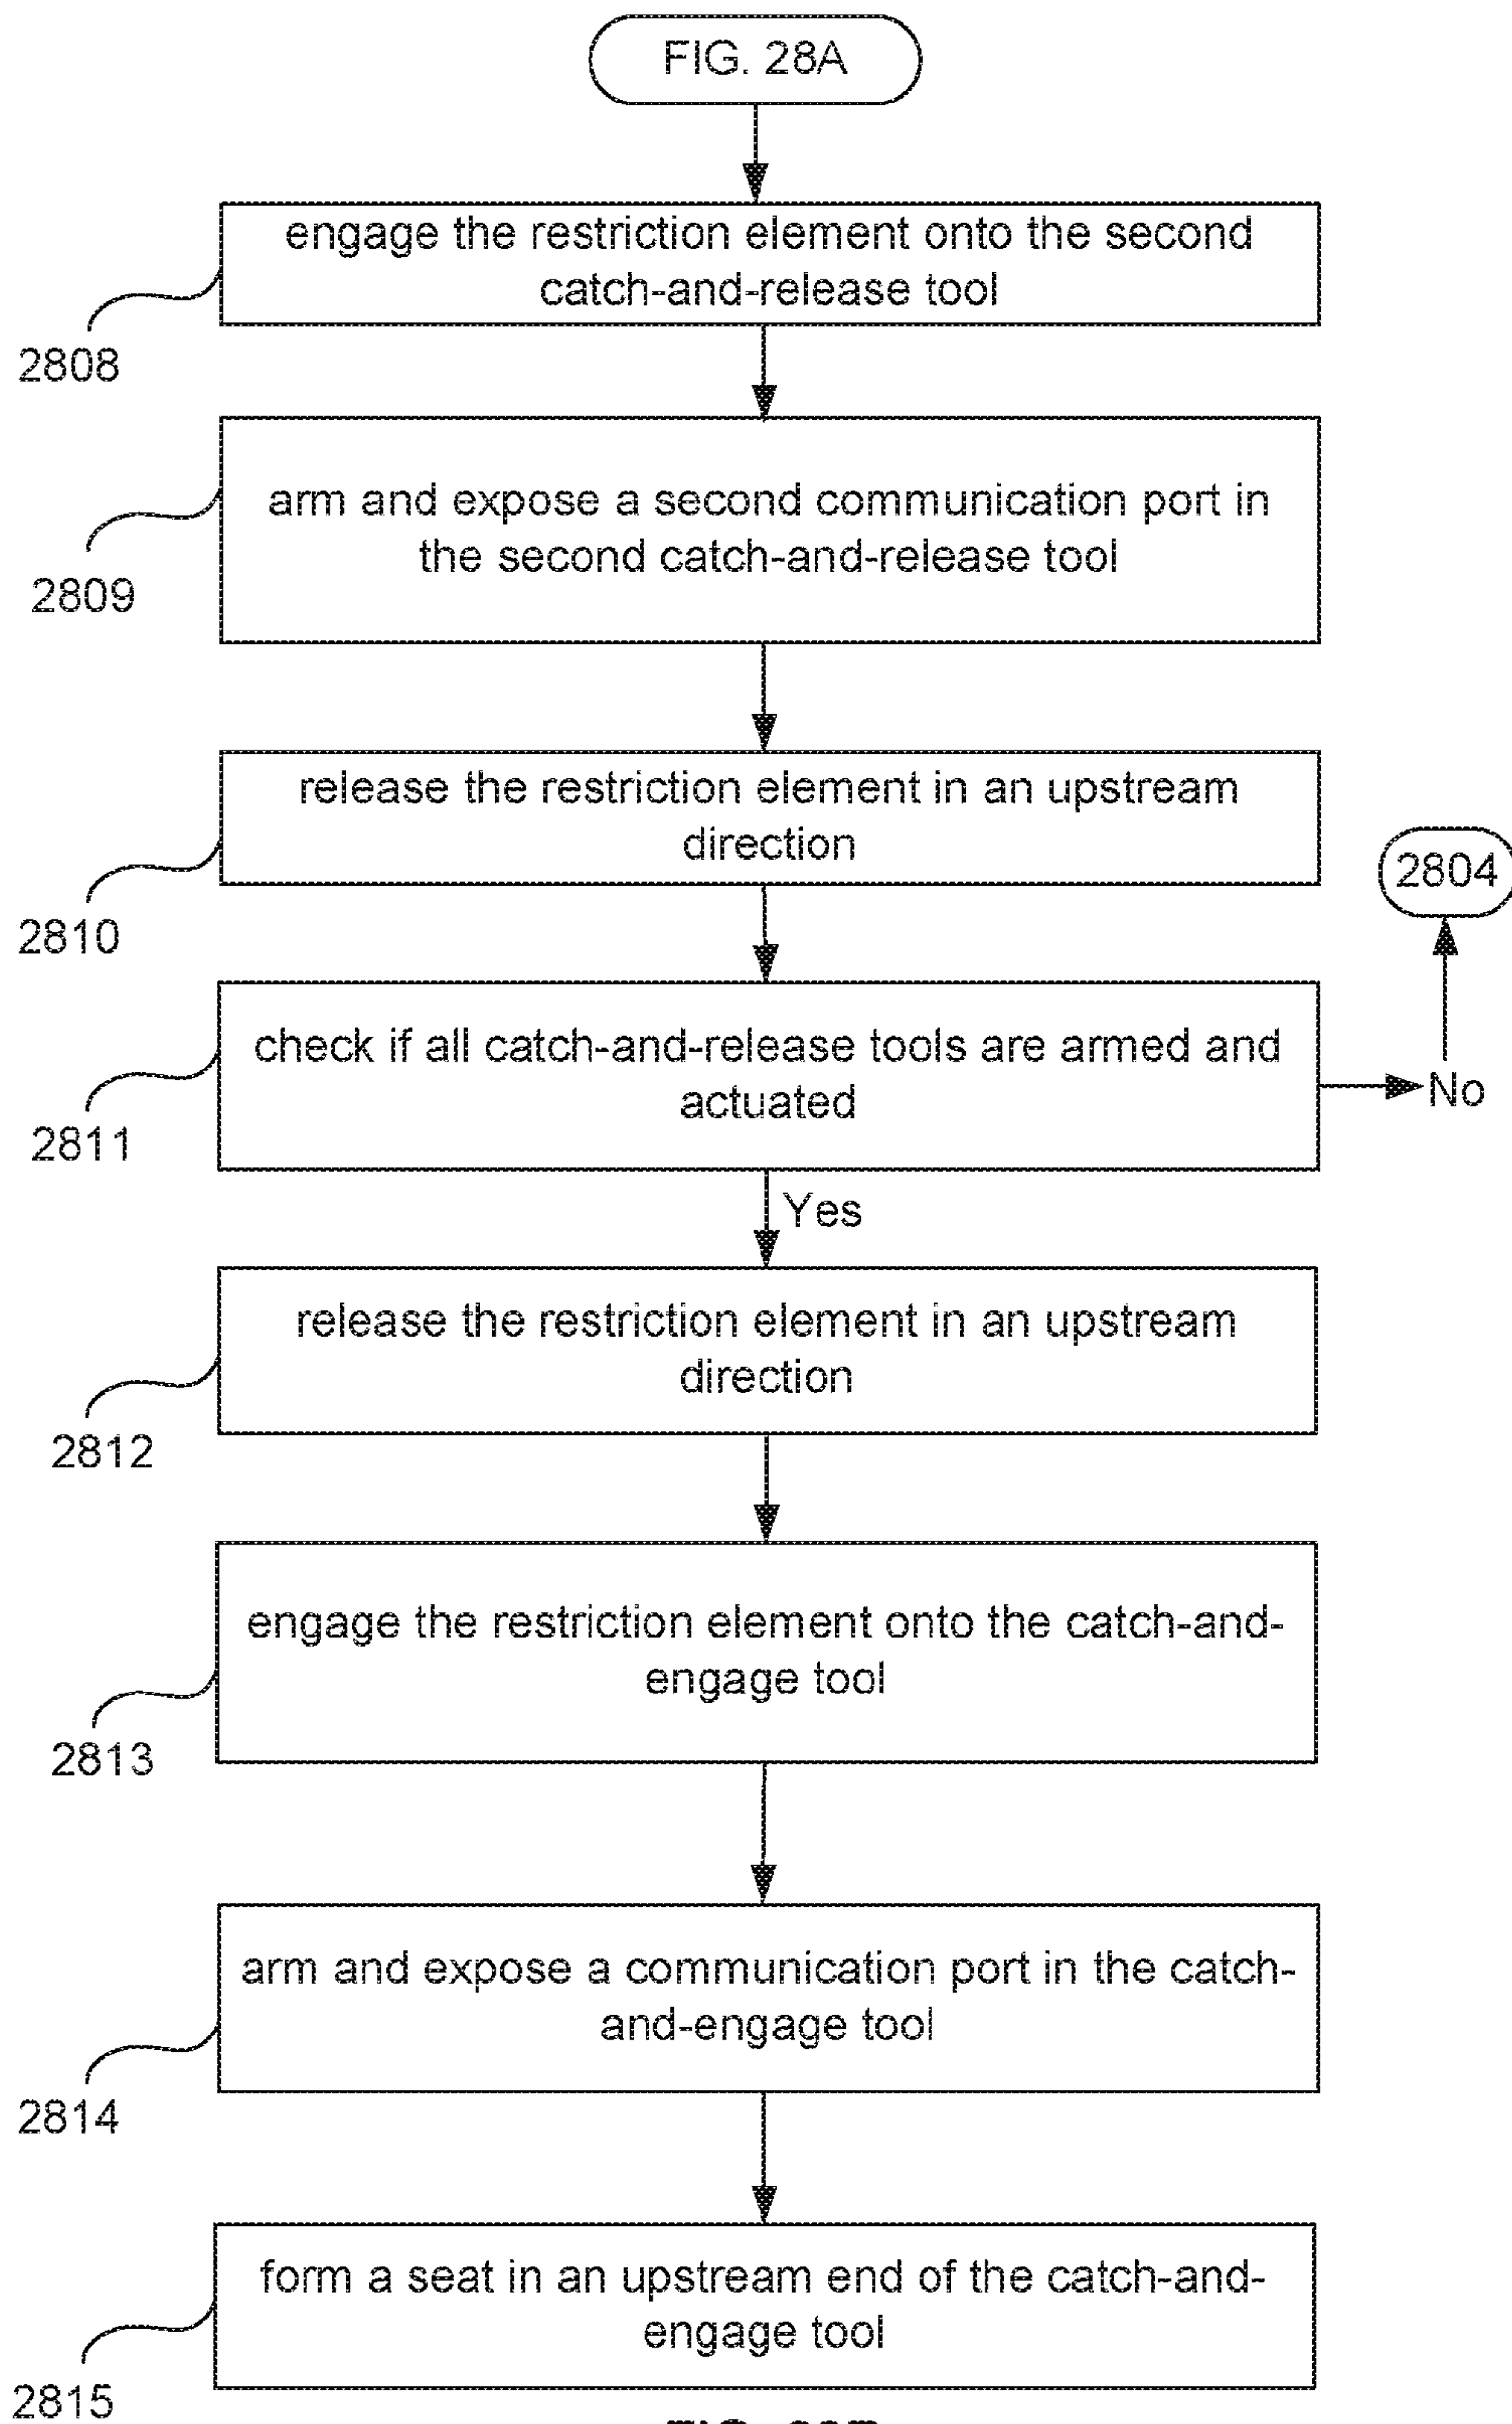 FIG. 28A
engage the restriction element onto the second
catch-and-release tool
2808
arm and expose a second communication port in
the second catch-and-release tool
2809
release the restriction element in an upstream
direction
2810
2804
check if all catch-and-release tools are armed and
actuated
2811
No
Yes
release the restriction element in an upstream
direction
2812
engage the restriction element onto the catch-and-
engage tool
2813
arm and expose a communication port in the catch-
and-engage tool
2814
form a seat in an upstream end of the catch-and-
engage tool
2815